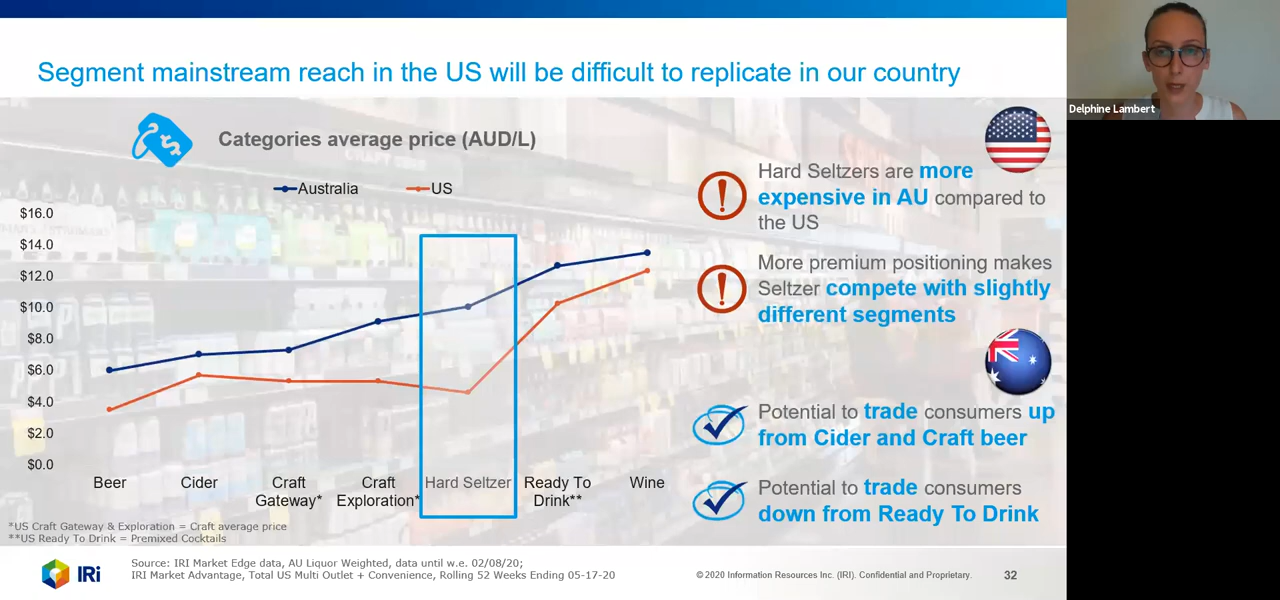 Segment mainstream reach in the US will be difficult to replicate in our country
Delphine Lambert
Categories average price (AUD/L)
Australia
US
$16.0
$14.0
$12.0
$10.0
$8.0
$6.0
$4.0
$2.0
$0.0
Beer
Cider
Craft
Gateway*
Craft
Exploration*
Hard Seltzer
Ready To
Drink**
Wine
Hard Seltzers are more
expensive in AU compared to
the US
More premium positioning makes
Seltzer compete with slightly
different segments
Potential to trade consumers up
from Cider and Craft beer
Potential to trade consumers
down from Ready To Drink
*US Craft Gateway & Exploration = Craft average price
**US Ready To Drink = Premixed Cocktails
IRi
Source: IRI Market Edge data, AU Liquor Weighted, data until w.e. 02/08/20;
IRI Market Advantage, Total US Multi Outlet + Convenience, Rolling 52 Weeks Ending 05-17-20
© 2020 Information Resources Inc. (IRI). Confidential and Proprietary.
32